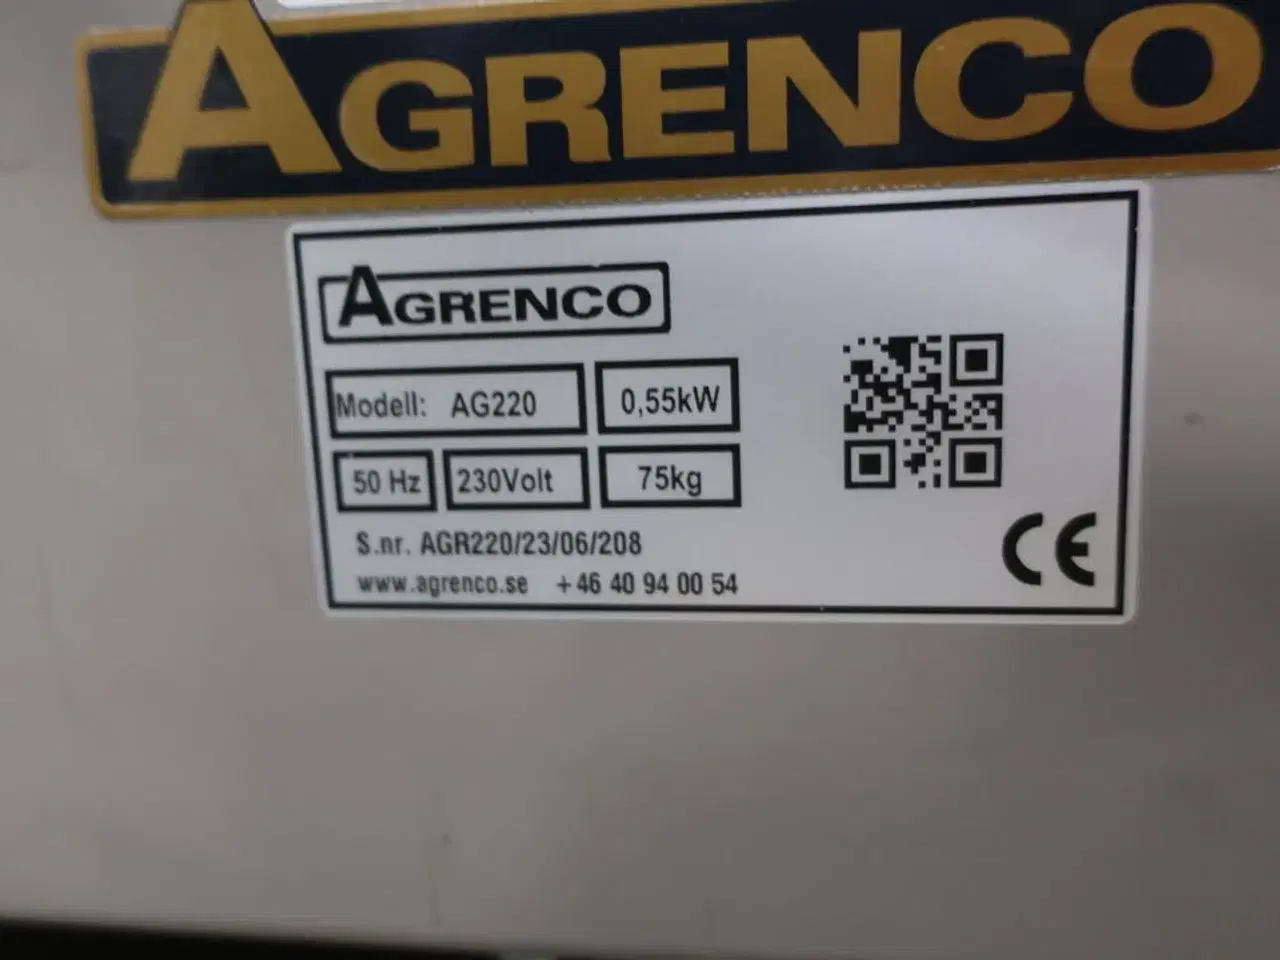 AGRENCO
AGRENCO
Modell: AG220 0,55kW
50 Hz 230Volt 75kg
S.nr. AGR220/23/06/208
www.agrenco.se +46 40 94 00 54
CE